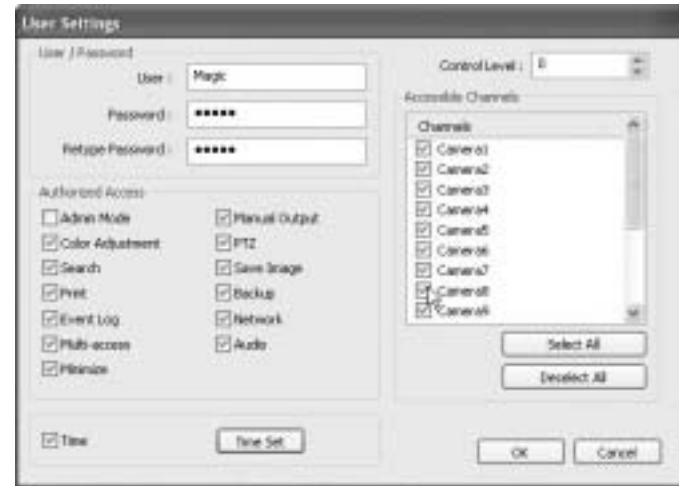 User Settings
User / Password
User :
Magic
Password :
•••••
Retype Password :
•••••
Control Level :
Accessible Channels
Channels
Camera1
Camera2
Camera3
Camera4
Camera5
Camera6
Camera7
Camera8
Camera9
Select All
Deselect All
Authorized Access
Admin Mode
Manual Output
Color Adjustment
PTZ
Search
Save Image
Print
Backup
Event Log
Network
Multi-access
Audio
Minimize
Time
Time Set
OK
Cancel